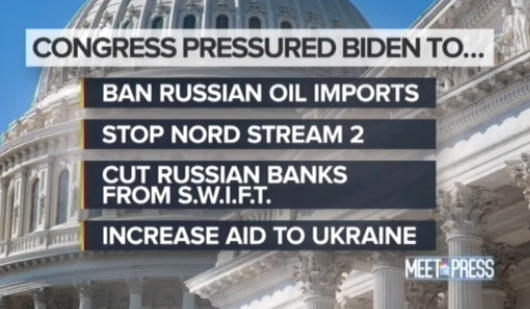 CONGRESS PRESSURED BIDEN TO...
BAN RUSSIAN OIL IMPORTS
STOP NORD STREAM 2
CUT RUSSIAN BANKS
FROM S.W.I.F.T.
INCREASE AID TO UKRAINE
MEET THE PRESS